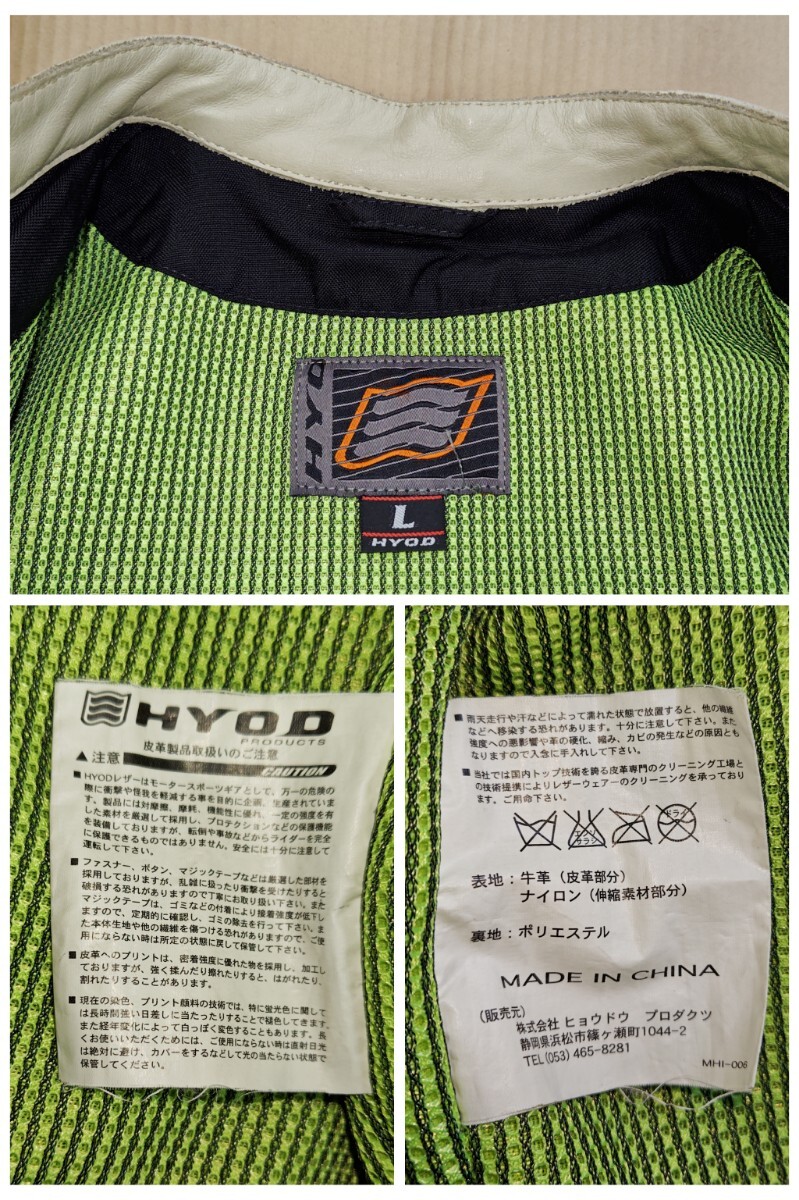 HYOD
L
HYOD
HYOD
PRODUCTS
皮革製品取扱いのご注意
▲注意 CAUTION
■HYODレザーはモータースポーツギアとして、万一の危険の
際に衝撃や怪我を軽減する事を目的に企画、生産されていま
す。製品には対摩擦、摩耗、機能性に優れ、一定の強度を有し
た素材を厳選して採用し、プロテクションなどの保護機能
を装備しておりますが、転倒や事故などからライダーを完全
に保護できるものではありません。安全には十分に注意して
運転して下さい。
■ファスナー、ボタン、マジックテープなどは厳選した部材を
採用しておりますが、乱雑に扱ったり衝撃を受けたりすると
破損する恐れがありますので丁寧にお取り扱い下さい。また
マジックテープは、ゴミなどの付着により接着強度が低下し
ますので、定期的に確認し、ゴミの除去を行って下さい。ま
た本体生地や他の繊維を傷つける恐れがありますので、ご使
用にならない時は所定の状態に戻して保管して下さい。
■皮革へのプリントは、密着強度に優れた物を採用し、加工し
ておりますが、強く揉んだり擦れたりすると、はがれたり、
割れたりすることがあります。
■現在の染色、プリント顔料の技術では、特に蛍光色に関して
は長時間強い日差しに当たったりすることで褪色してきます。
また経年変化によって白っぽく変色することもあります。長
くお使いいただくためには、ご使用にならない時は直射日光
は絶対に避け、カバーをするなどして光の当たらない状態で
保管してください。
■雨天走行や汗などによって濡れた状態で放置すると、他の繊維
などへ移染する恐れがあります。十分に注意して下さい。また
強度への悪影響や革の硬化、縮み、カビの発生などの原因とも
なりますので入念に手入れして下さい。
■当社では国内トップ技術を誇る皮革専門のクリーニング工場と
の技術提携によりレザーウェアーのクリーニングを承っており
ます。ご用命下さい。
エンソサラシ ドライ
表地：牛革（皮革部分）
ナイロン（伸縮素材部分）
裏地：ポリエステル
MADE IN CHINA
（販売元）
株式会社 ヒョウドウ プロダクツ
静岡県浜松市篠ヶ瀬町1044-2
TEL(053) 465-8281
MHI-006